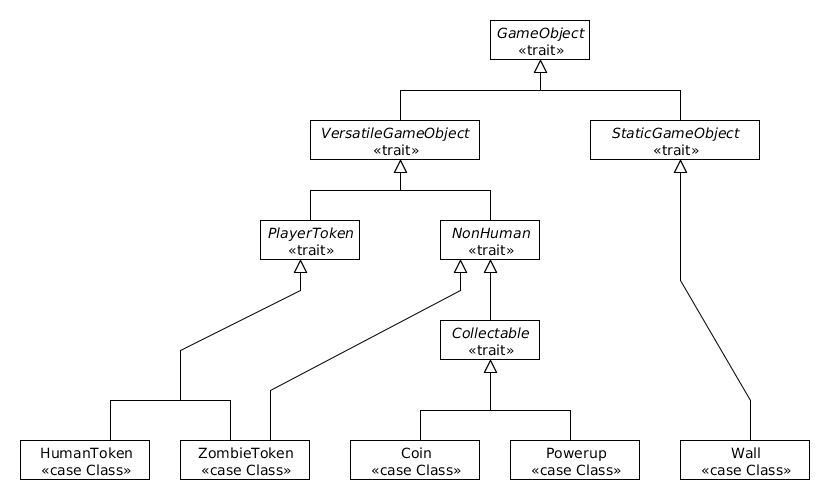 GameObject
«trait»
VersatileGameObject
«trait»
StaticGameObject
«trait»
PlayerToken
«trait»
NonHuman
«trait»
Collectable
«trait»
HumanToken
«case Class»
ZombieToken
«case Class»
Coin
«case Class»
Powerup
«case Class»
Wall
«case Class»